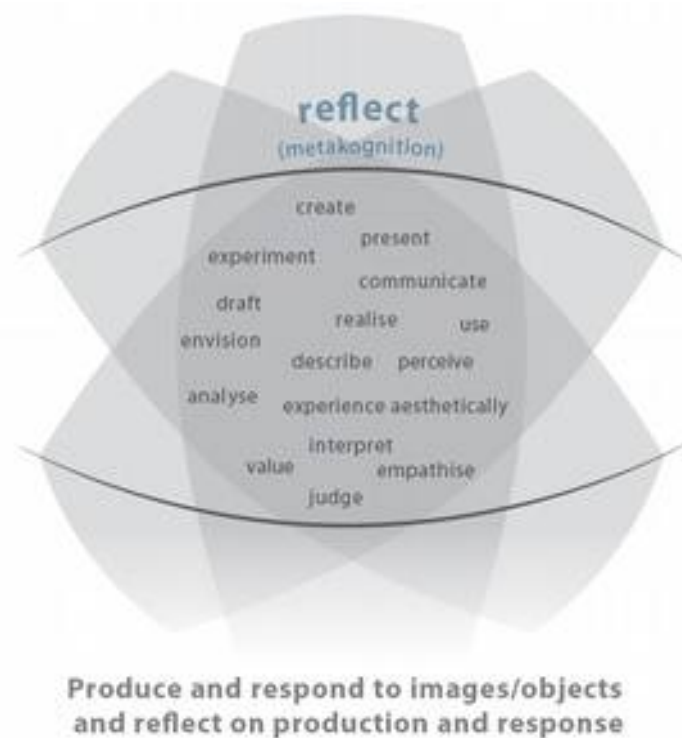 reflect
(metakognition)
create
present
experiment
communicate
draft
realise
use
envision
describe perceive
analyse
experience aesthetically
interpret
value
empathise
judge
Produce and respond to images/objects
and reflect on production and response